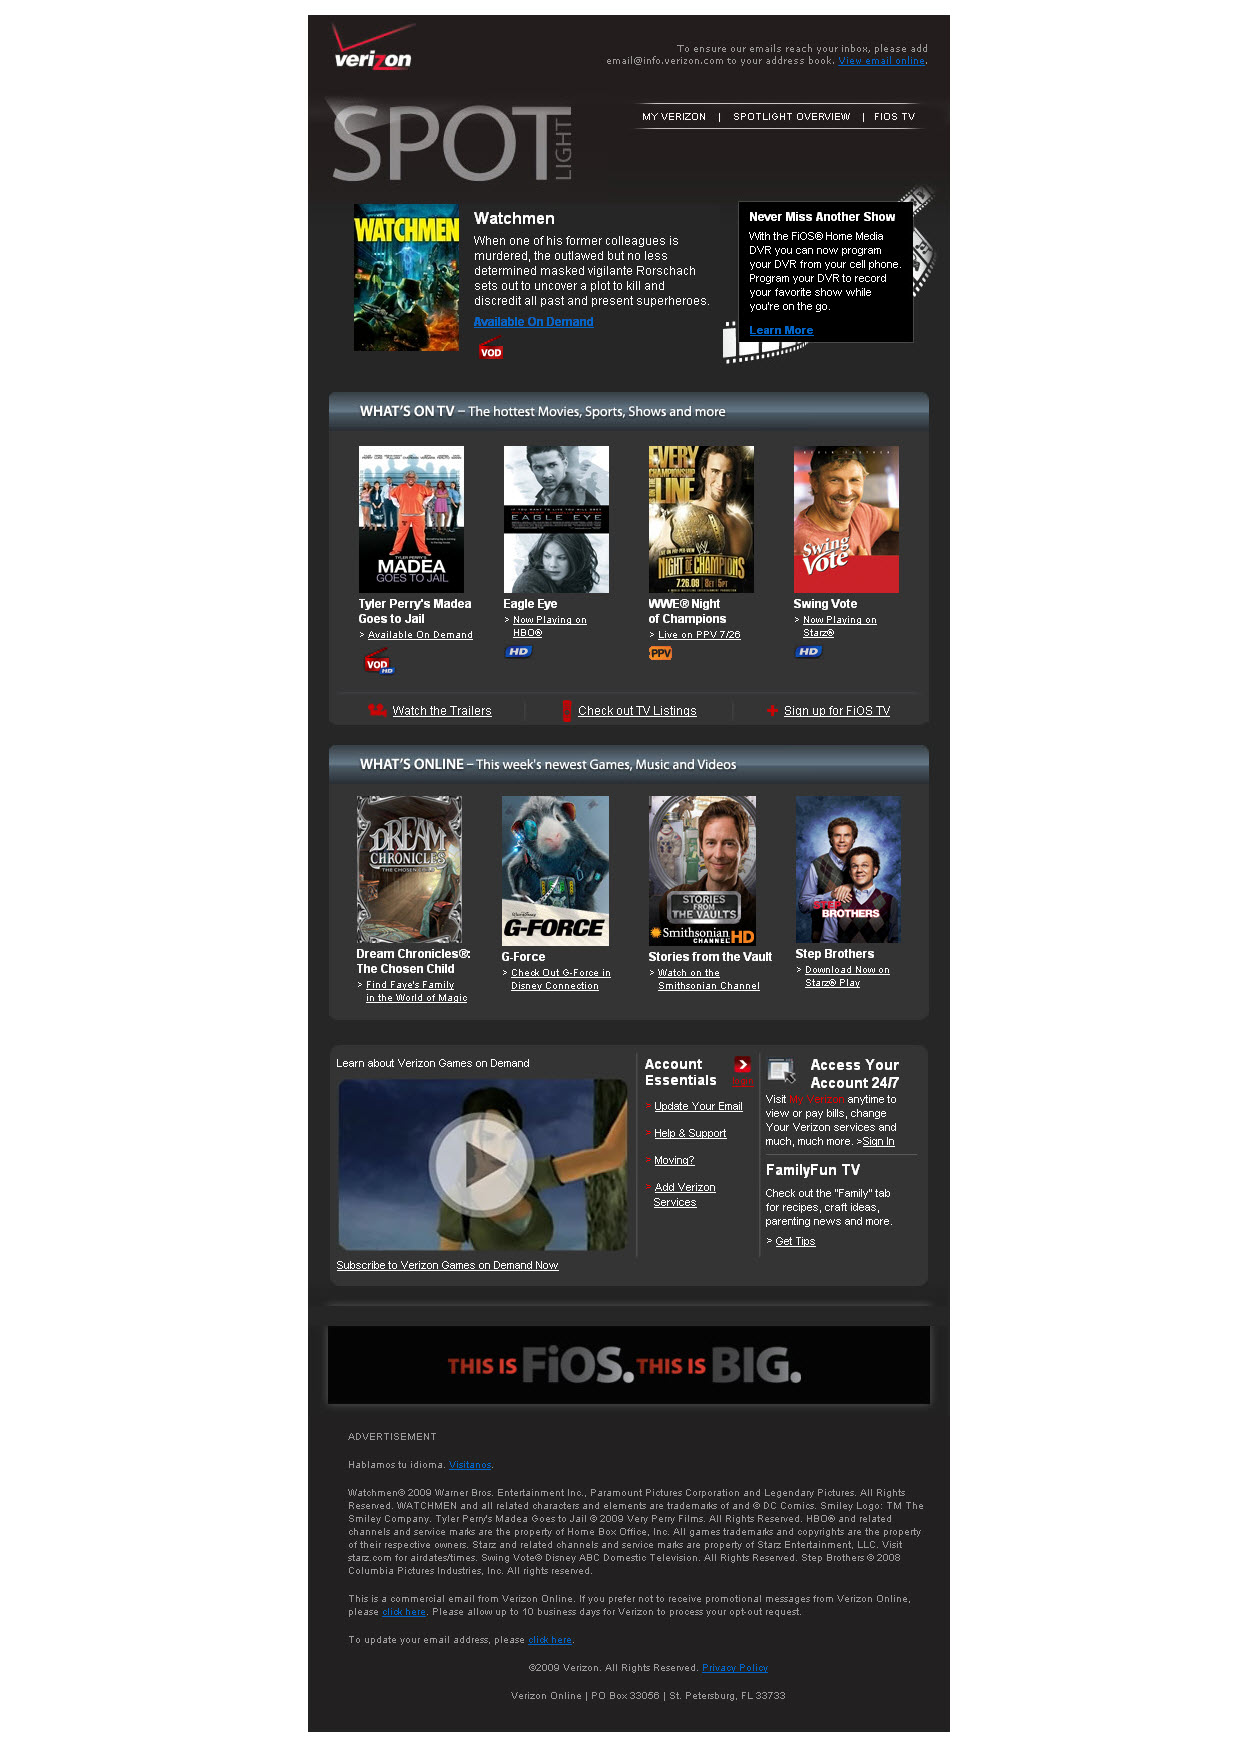 verizon
To ensure our emails reach your inbox, please add
email@info.verizon.com to your address book. View email online.
SPOT
LIGHT
MY VERIZON | SPOTLIGHT OVERVIEW | FIOS TV
WATCHMEN
Watchmen
When one of his former colleagues is
murdered, the outlawed but no less
determined masked vigilante Rorschach
sets out to uncover a plot to kill and
discredit all past and present superheroes.
Available On Demand
VOD
Never Miss Another Show
With the FiOS® Home Media
DVR you can now program
your DVR from your cell phone.
Program your DVR to record
your favorite show while
you're on the go.
Learn More
WHAT'S ON TV – The hottest Movies, Sports, Shows and more
TYLER PERRY'S
MADEA
GOES TO JAIL
Tyler Perry's Madea
Goes to Jail
> Available On Demand
VOD
HD
IF YOU WANT TO LIVE YOU WILL OBEY
EAGLE EYE
Eagle Eye
> Now Playing on
HBO®
HD
EVERY
CHAMPIONSHIP
IS ON THE
LINE
LIVE ON PAY-PER-VIEW
NIGHT OF CHAMPIONS
7.26.09 | 8ET | 5PT
WWE® Night
of Champions
> Live on PPV 7/26
PPV
Swing
Vote
Swing Vote
> Now Playing on
Starz®
HD
Watch the Trailers
Check out TV Listings
Sign up for FiOS TV
WHAT'S ONLINE – This week's newest Games, Music and Videos
DREAM
CHRONICLES
THE CHOSEN CHILD
Dream Chronicles®:
The Chosen Child
> Find Faye's Family
in the World of Magic
G-FORCE
G-Force
> Check Out G-Force in
Disney Connection
STORIES
FROM
THE VAULTS
Smithsonian
CHANNEL HD
Stories from the Vault
> Watch on the
Smithsonian Channel
STEP
BROTHERS
Step Brothers
> Download Now on
Starz® Play
Learn about Verizon Games on Demand
Subscribe to Verizon Games on Demand Now
Account
Essentials
> Update Your Email
> Help & Support
> Moving?
> Add Verizon
Services
Access Your
Account 24/7
Visit My Verizon anytime to
view or pay bills, change
Your Verizon services and
much, much more. >Sign In
FamilyFun TV
Check out the "Family" tab
for recipes, craft ideas,
parenting news and more.
> Get Tips
THIS IS FiOS. THIS IS BIG.
ADVERTISEMENT
Hablamos tu idioma. Visitanos.
Watchmen© 2009 Warner Bros. Entertainment Inc., Paramount Pictures Corporation and Legendary Pictures. All Rights
Reserved. WATCHMEN and all related characters and elements are trademarks of and © DC Comics. Smiley Logo: TM The
Smiley Company. Tyler Perry's Madea Goes to Jail © 2009 Very Perry Films. All Rights Reserved. HBO® and related
channels and service marks are the property of Home Box Office, Inc. All games trademarks and copyrights are the property
of their respective owners. Starz and related channels and service marks are property of Starz Entertainment, LLC. Visit
starz.com for airdates/times. Swing Vote© Disney ABC Domestic Television. All Rights Reserved. Step Brothers © 2008
Columbia Pictures Industries, Inc. All rights reserved.
This is a commercial email from Verizon Online. If you prefer not to receive promotional messages from Verizon Online,
please click here. Please allow up to 10 business days for Verizon to process your opt-out request.
To update your email address, please click here.
©2009 Verizon. All Rights Reserved. Privacy Policy
Verizon Online | PO Box 33056 | St. Petersburg, FL 33733